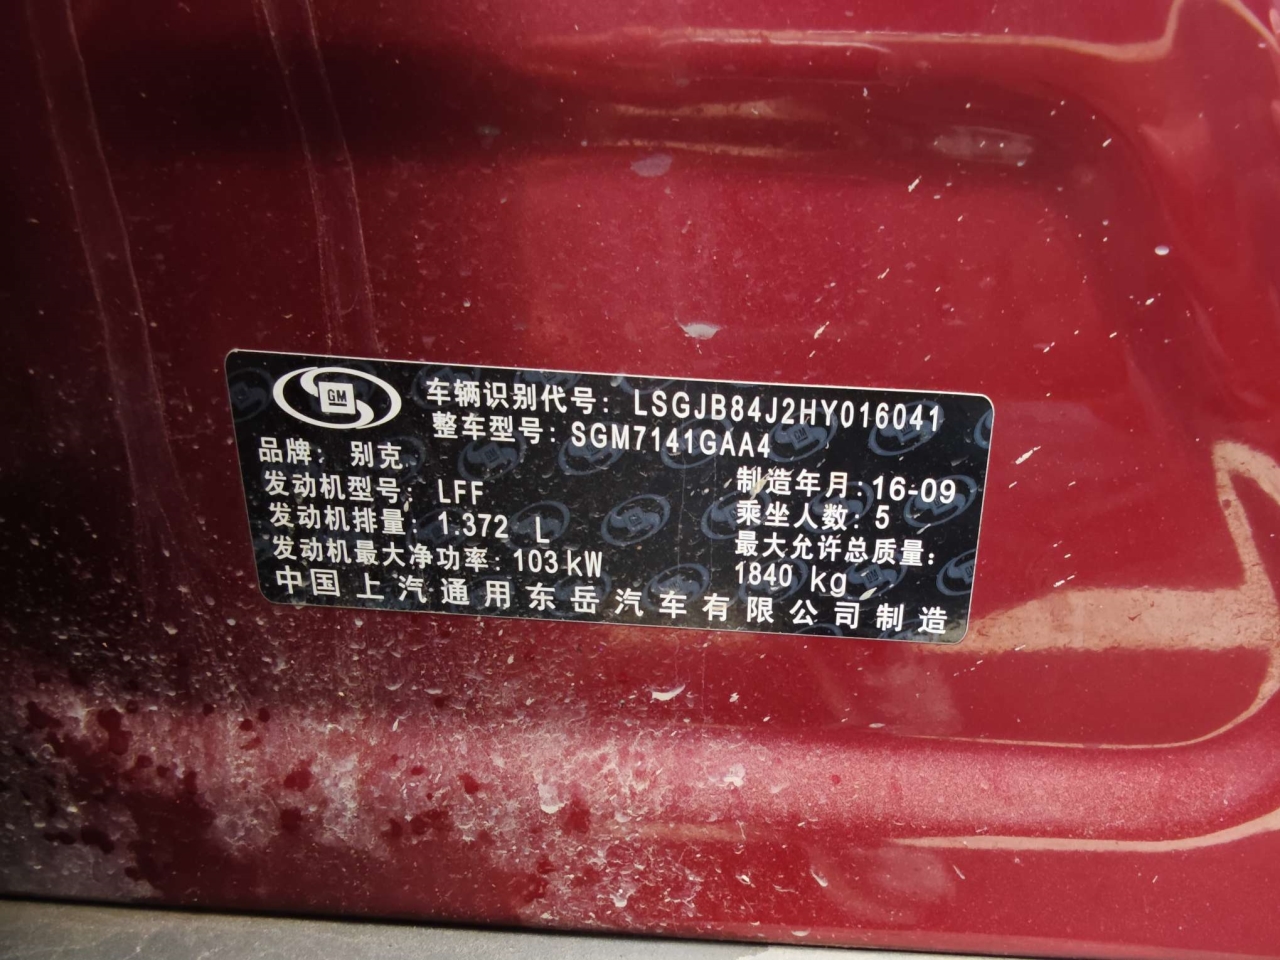 GM
车辆识别代号: LSGJB84J2HY016041
整车型号: SGM7141GAA4
品牌: 别克
发动机型号: LFF
制造年月:16-09
发动机排量: 1.372 L
乘坐人数: 5
发动机最大净功率: 103 kW
最大允许总质量:
1840 kg
中国上汽通用东岳汽车有限公司制造